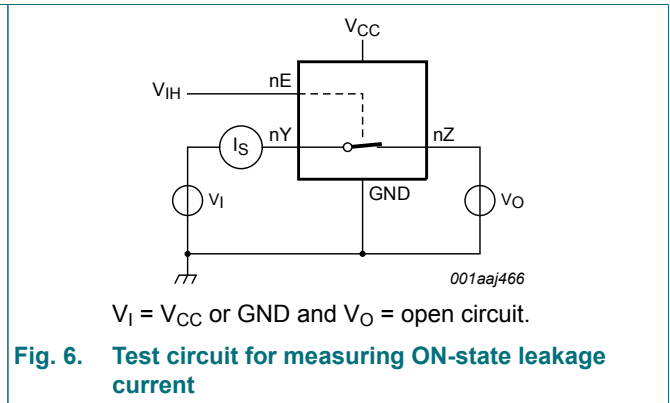 VCC
nE
VIH
IS
nY
nZ
GND
VI
VO
001aaj466
VI = VCC or GND and VO = open circuit.
Fig. 6. Test circuit for measuring ON-state leakage
current